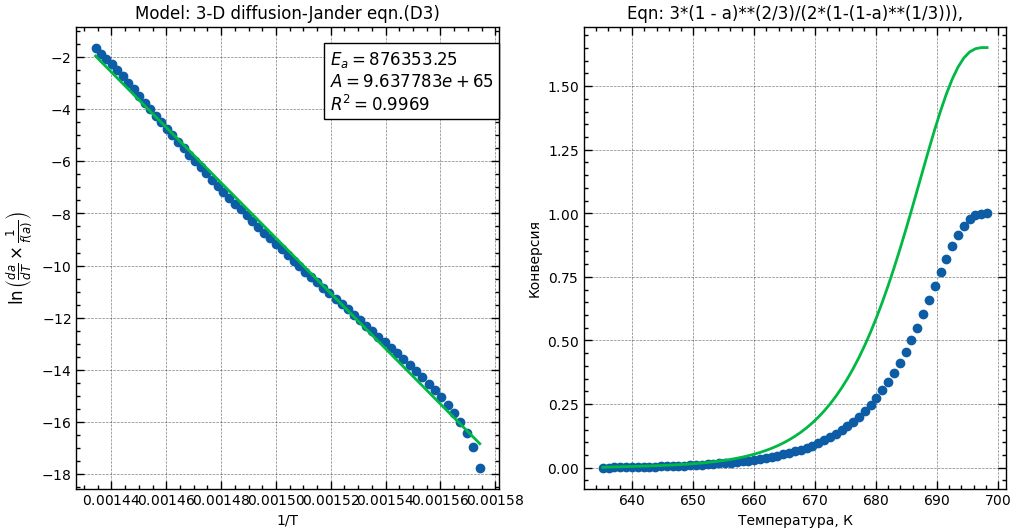 Model: 3-D diffusion-Jander eqn.(D3)
Eqn: 3*(1 - a)**(2/3)/(2*(1-(1-a)**(1/3))),
E_a = 876353.25
A = 9.637783e + 65
R^2 = 0.9969
ln(da/dT × 1/f(a))
−2
−4
−6
−8
−10
−12
−14
−16
−18
0.00144 0.00146 0.00148 0.00150 0.00152 0.00154 0.00156 0.00158
1/T
Конверсия
1.50
1.25
1.00
0.75
0.50
0.25
0.00
640 650 660 670 680 690 700
Температура, К